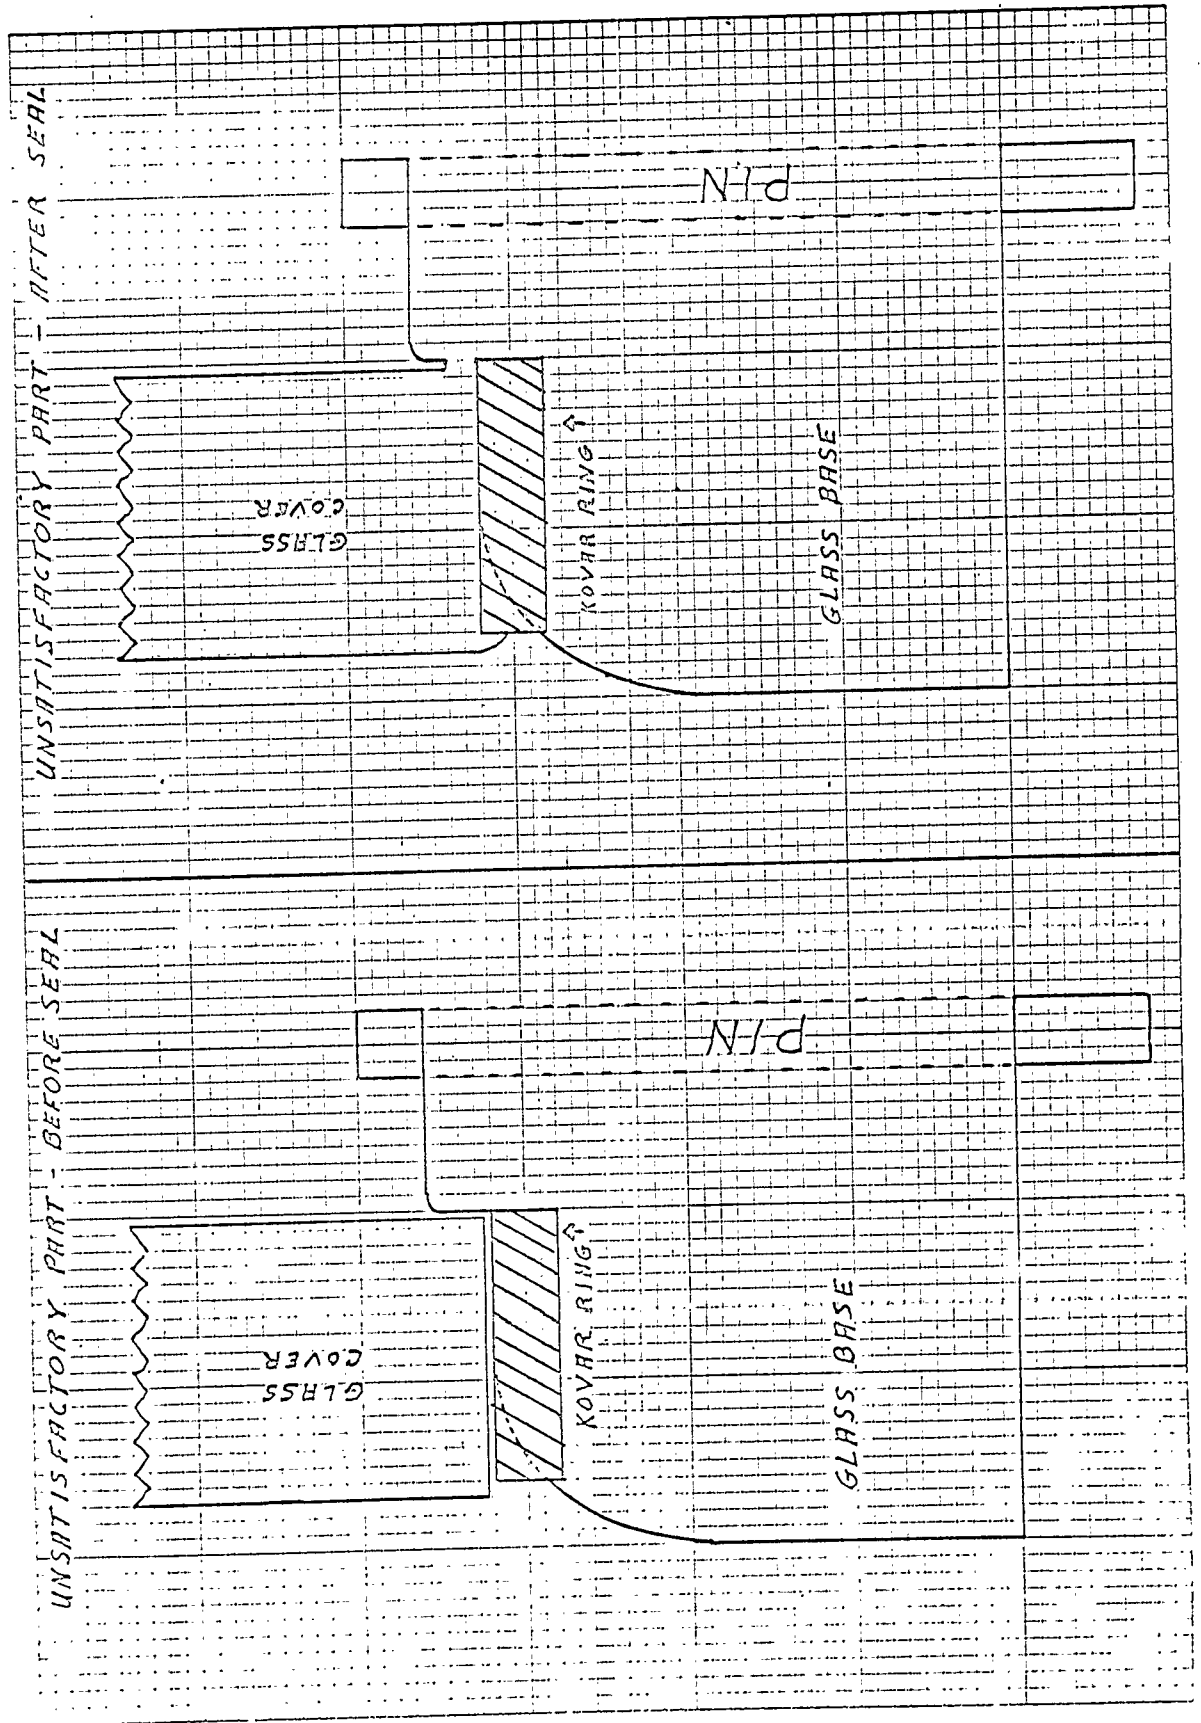 UNSATISFACTORY PART - BEFORE SEAL
GLASS
COVER
KOVAR RING
GLASS BASE
PIN
UNSATISFACTORY PART - AFTER SEAL
GLASS
COVER
KOVAR RING
GLASS BASE
PIN